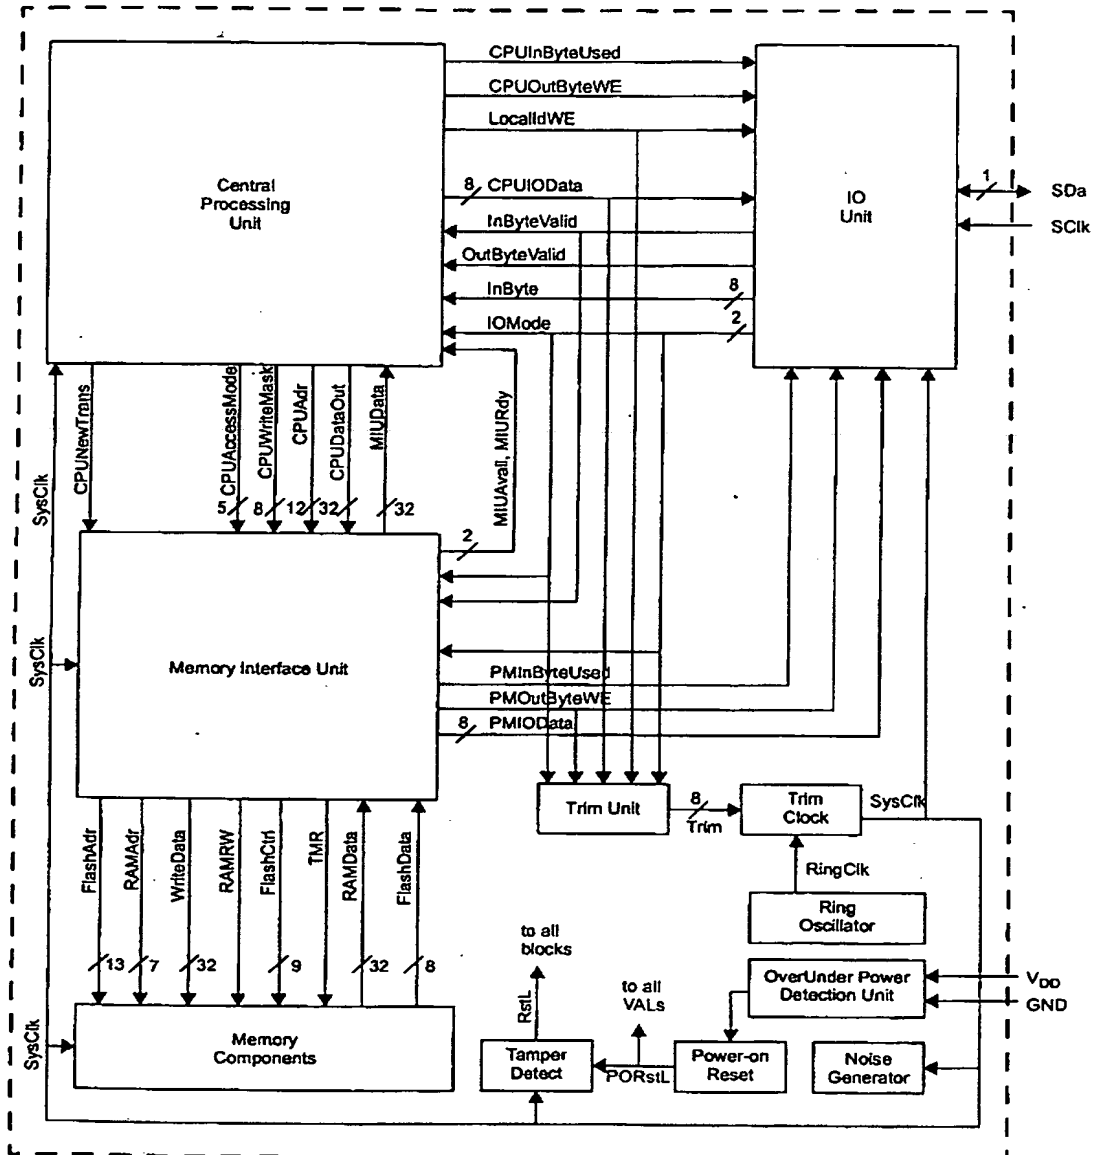 CPUInByteUsed
CPUOutByteWE
LocalIdWE
Central
Processing
Unit
8
CPUIOData
IO
Unit
1
SDa
InByteValid
SClk
OutByteValid
InByte
8
IOMode
2
SysClk
CPUNewTrans
CPUAccessMode
CPUWriteMask
CPUAdr
CPUDataOut
MIUData
MIUAvail, MIURdy
5
8
12
32
32
2
SysClk
Memory Interface Unit
PMInByteUsed
PMOutByteWE
8
PMIOData
Trim Unit
8
Trim
Trim
Clock
SysClk
FlashAdr
RAMAdr
WriteData
RAMRW
FlashCtrl
TMR
RAMData
FlashData
RingClk
Ring
Oscillator
13
7
32
9
32
8
to all
blocks
RstL
to all
VALs
OverUnder Power
Detection Unit
VDD
GND
SysClk
Memory
Components
Tamper
Detect
PORstL
Power-on
Reset
Noise
Generator